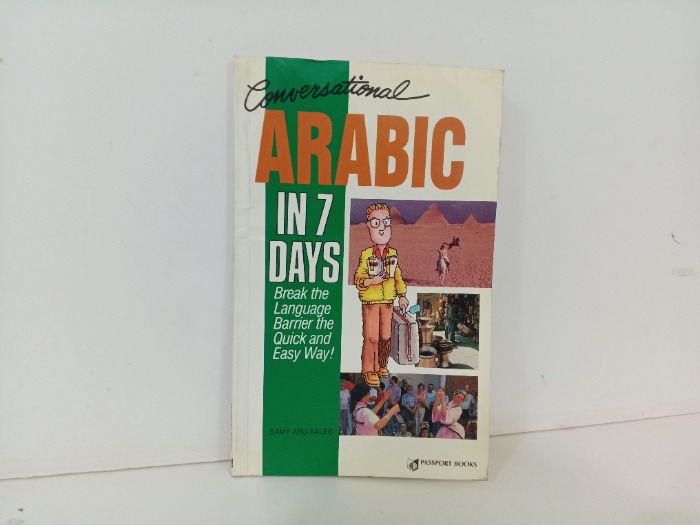 Conversational
ARABIC
IN 7
DAYS
Break the
Language
Barrier the
Quick and
Easy Way!
SAMY ABU-TALEB
PASSPORT BOOKS